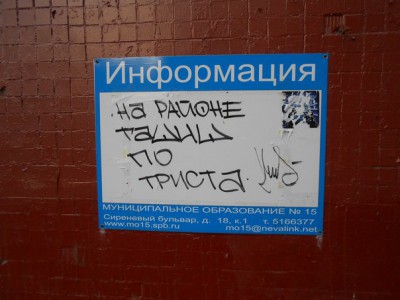 Информация
на районе
гашиш
по
триста.
МУНИЦИПАЛЬНОЕ ОБРАЗОВАНИЕ № 15
Сиреневый бульвар, д. 18, к.1 т. 5166377
www.mo15.spb.ru mo15@nevalink.net